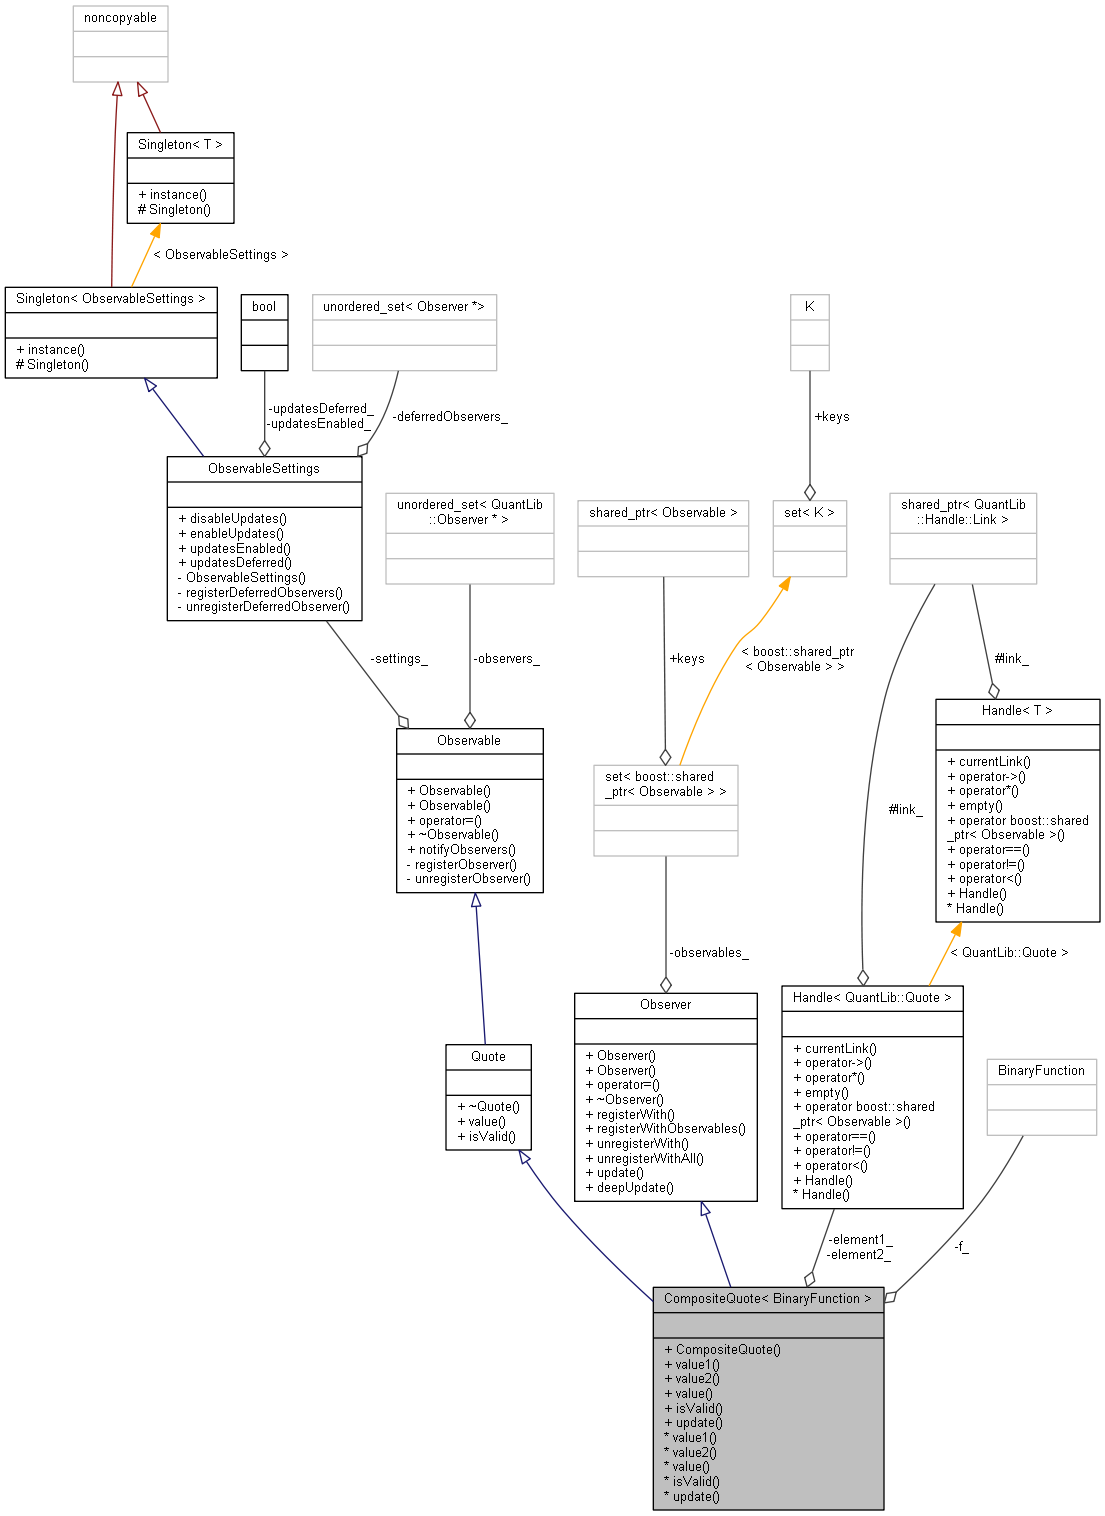 noncopyable
Singleton< T >
+ instance()
# Singleton()
< ObservableSettings >
Singleton< ObservableSettings >
+ instance()
# Singleton()
bool
unordered_set< Observer *>
K
-updatesDeferred_
-updatesEnabled_
-deferredObservers_
+keys
ObservableSettings
+ disableUpdates()
+ enableUpdates()
+ updatesEnabled()
+ updatesDeferred()
- ObservableSettings()
- registerDeferredObservers()
- unregisterDeferredObserver()
unordered_set< QuantLib
::Observer * >
shared_ptr< Observable >
set< K >
shared_ptr< QuantLib
::Handle::Link >
-settings_
-observers_
+keys
< boost::shared_ptr
< Observable > >
#link_
Handle< T >
+ currentLink()
+ operator->()
+ operator*()
+ empty()
+ operator boost::shared
_ptr< Observable >()
+ operator==()
+ operator!=()
+ operator<()
+ Handle()
* Handle()
Observable
+ Observable()
+ Observable()
+ operator=()
+ ~Observable()
+ notifyObservers()
- registerObserver()
- unregisterObserver()
set< boost::shared
_ptr< Observable > >
#link_
-observables_
< QuantLib::Quote >
Quote
+ ~Quote()
+ value()
+ isValid()
Observer
+ Observer()
+ Observer()
+ operator=()
+ ~Observer()
+ registerWith()
+ registerWithObservables()
+ unregisterWith()
+ unregisterWithAll()
+ update()
+ deepUpdate()
Handle< QuantLib::Quote >
+ currentLink()
+ operator->()
+ operator*()
+ empty()
+ operator boost::shared
_ptr< Observable >()
+ operator==()
+ operator!=()
+ operator<()
+ Handle()
* Handle()
BinaryFunction
-element1_
-element2_
-f_
CompositeQuote< BinaryFunction >
+ CompositeQuote()
+ value1()
+ value2()
+ value()
+ isValid()
+ update()
* value1()
* value2()
* value()
* isValid()
* update()